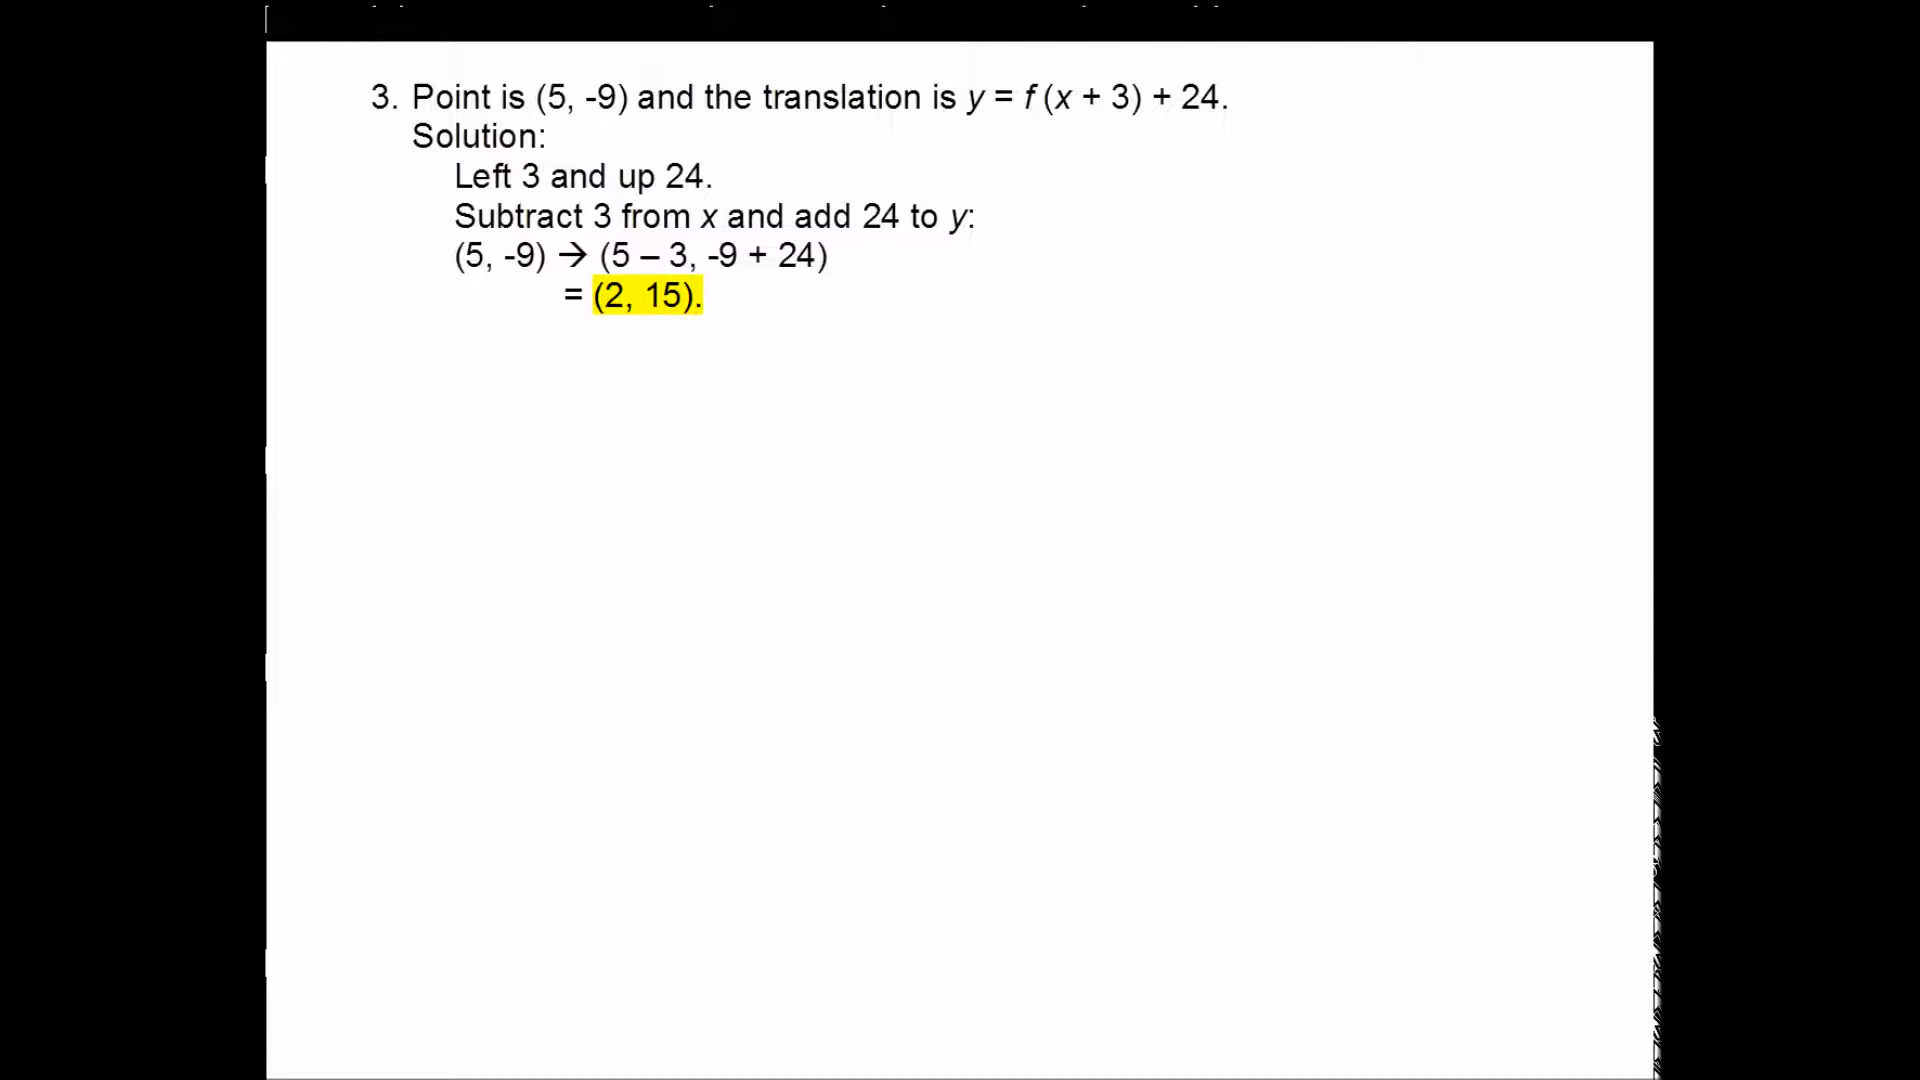 3. Point is (5, -9) and the translation is y = f (x + 3) + 24.
Solution:
Left 3 and up 24.
Subtract 3 from x and add 24 to y:
(5, -9) → (5 – 3, -9 + 24)
= (2, 15).